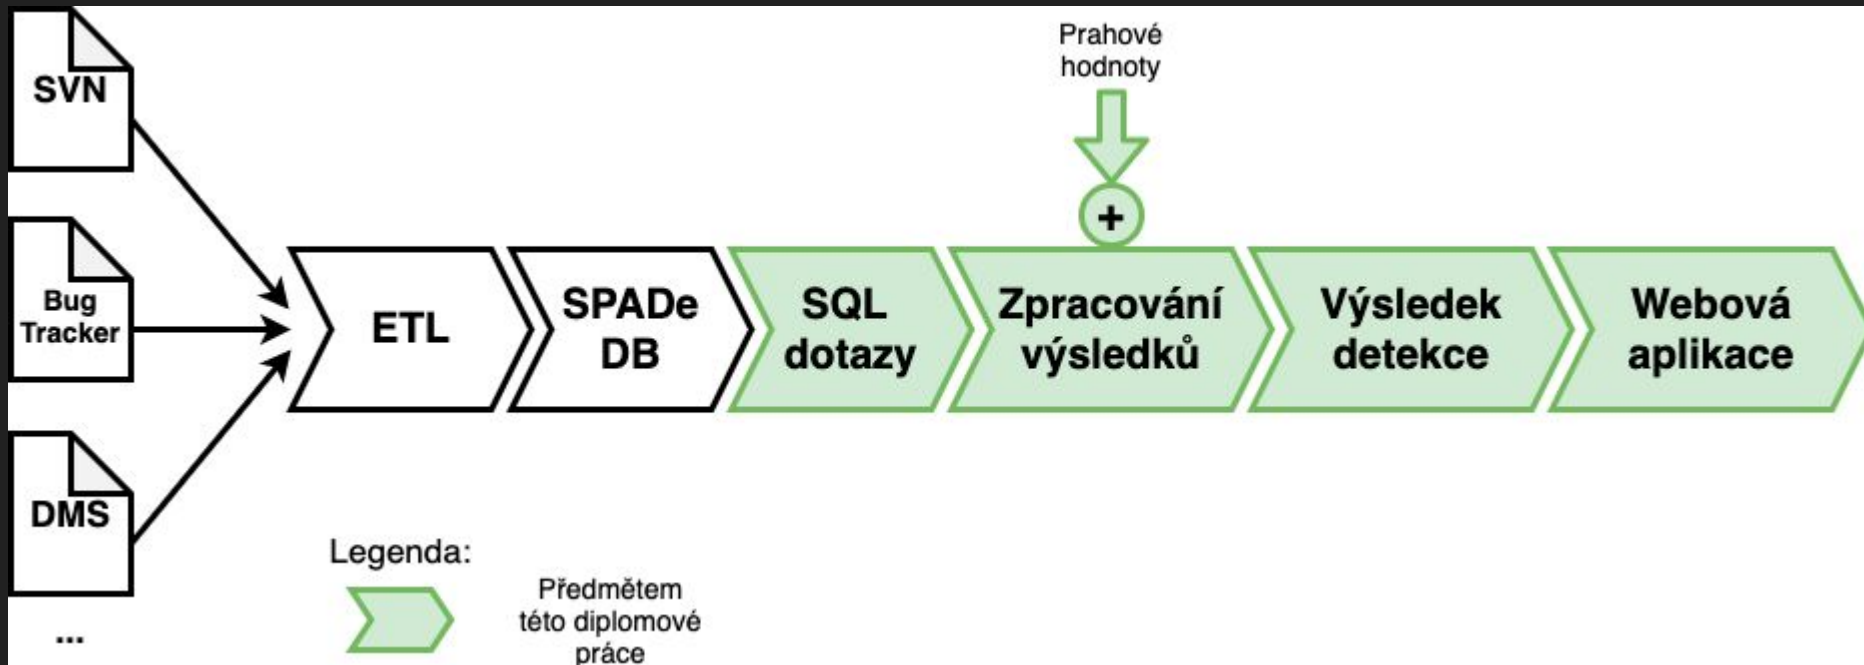 SVN
Bug
Tracker
DMS
...
Prahové
hodnoty
+
ETL
SPADe
DB
SQL
dotazy
Zpracování
výsledků
Výsledek
detekce
Webová
aplikace
Legenda:
Předmětem
této diplomové
práce